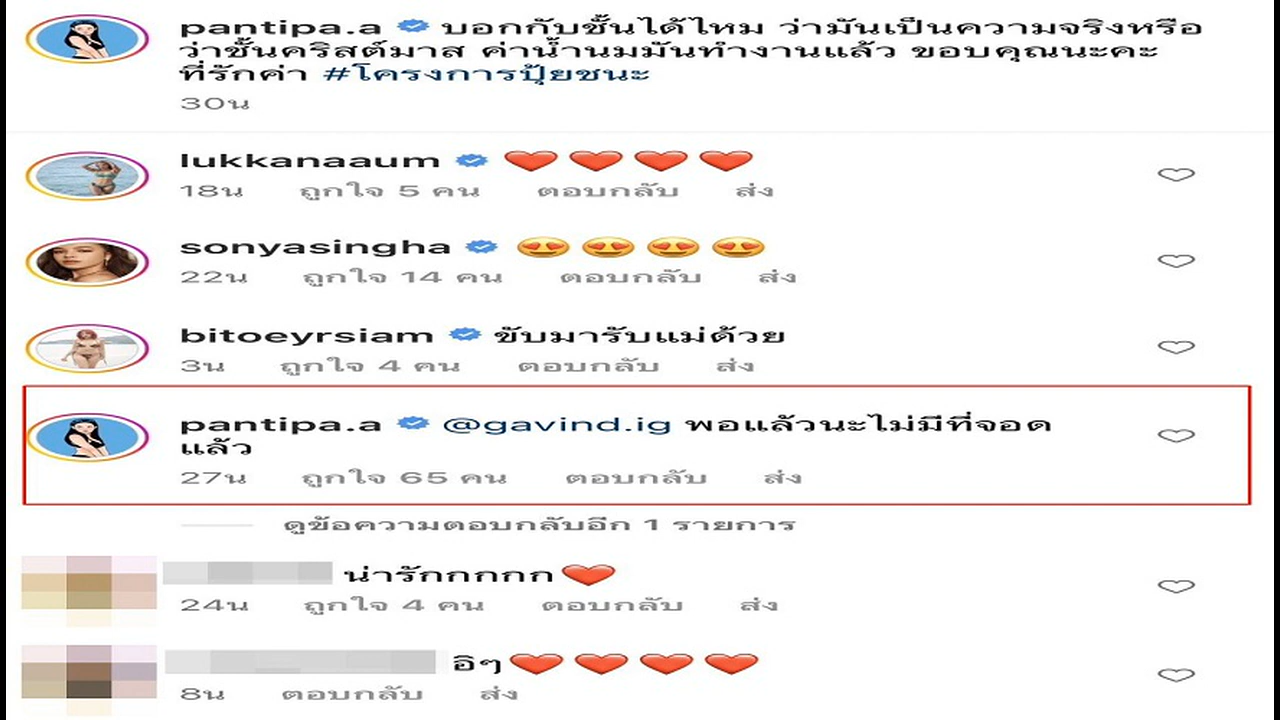 pantipa.a บอกกับชั้นได้ไหม ว่ามันเป็นความจริงหรือ
ว่าชั้นคริสต์มาส ค่าน้ำนมมันทำงานแล้ว ขอบคุณนะคะ
ที่รักค่า #โครงการปุ้ยชนะ
30น
lukkanaaum ❤️ ❤️ ❤️ ❤️
18น ถูกใจ 5 คน ตอบกลับ ส่ง
sonyasingha 😍 😍 😍 😍
22น ถูกใจ 14 คน ตอบกลับ ส่ง
bitoeyrsiam ขับมารับแม่ด้วย
3น ถูกใจ 4 คน ตอบกลับ ส่ง
pantipa.a @gavind.ig พอแล้วนะไม่มีที่จอด
แล้ว
27น ถูกใจ 65 คน ตอบกลับ ส่ง
ดูข้อความตอบกลับอีก 1 รายการ
น่ารักกกกก ❤️
24น ถูกใจ 4 คน ตอบกลับ ส่ง
อิๆ ❤️ ❤️ ❤️ ❤️
8น ตอบกลับ ส่ง